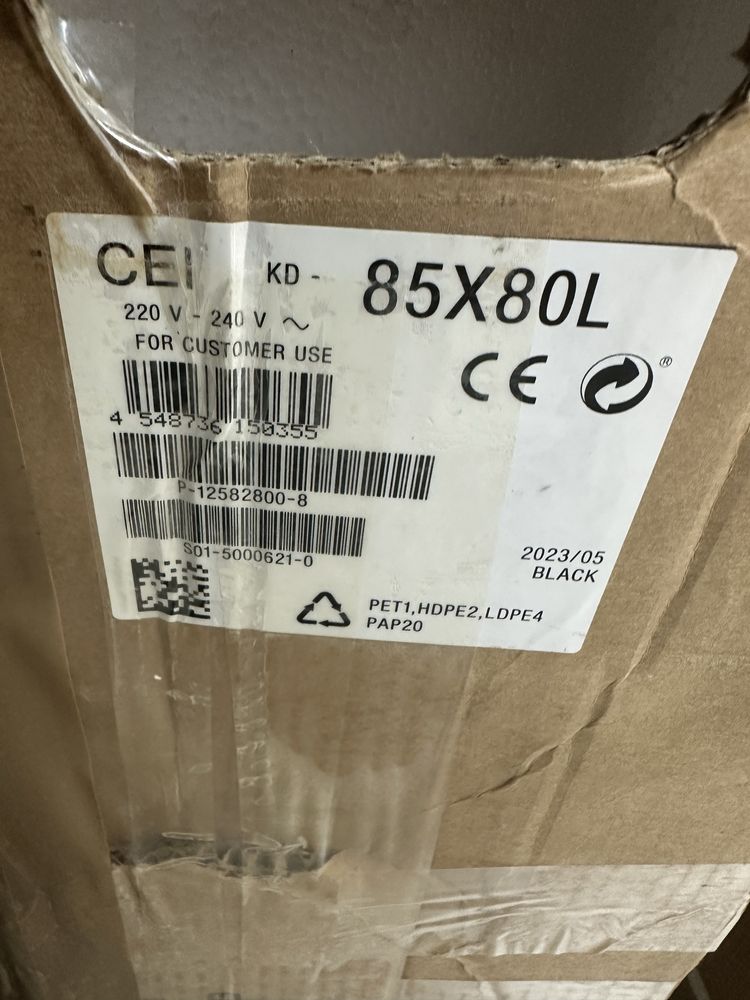 CEI KD - 85X80L
220 V - 240 V ～
FOR CUSTOMER USE
CE ®
4 548736 150355
P-12582800-8
S01-5000621-0
2023/05
BLACK
PET1,HDPE2,LDPE4
PAP20